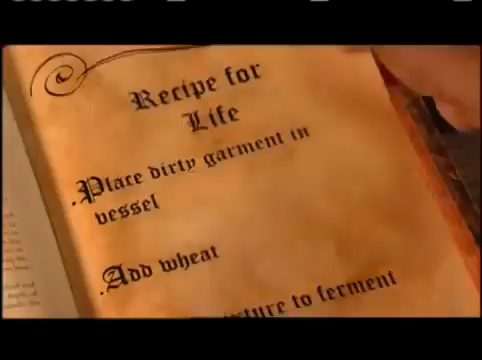 Recipe for
Life
.Place dirty garment in
vessel
.Add wheat
to ferment